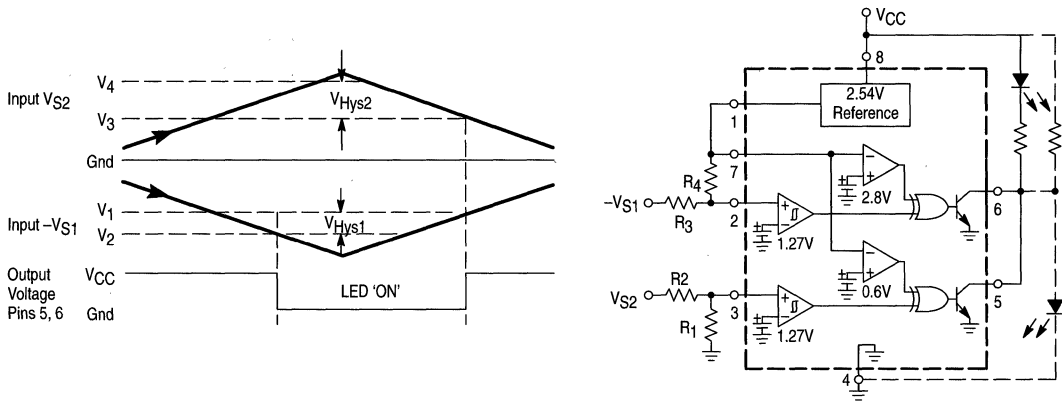 Input VS2
V4
V3
VHys2
Gnd
Input –VS1
V1
V2
VHys1
Output
Voltage
Pins 5, 6
VCC
Gnd
LED 'ON'
VCC
8
2.54V
Reference
1
7
R4
–VS1
R3
2
+
–
1.27V
–
+
2.8V
6
–
+
0.6V
VS2
R2
3
R1
+
–
1.27V
5
4